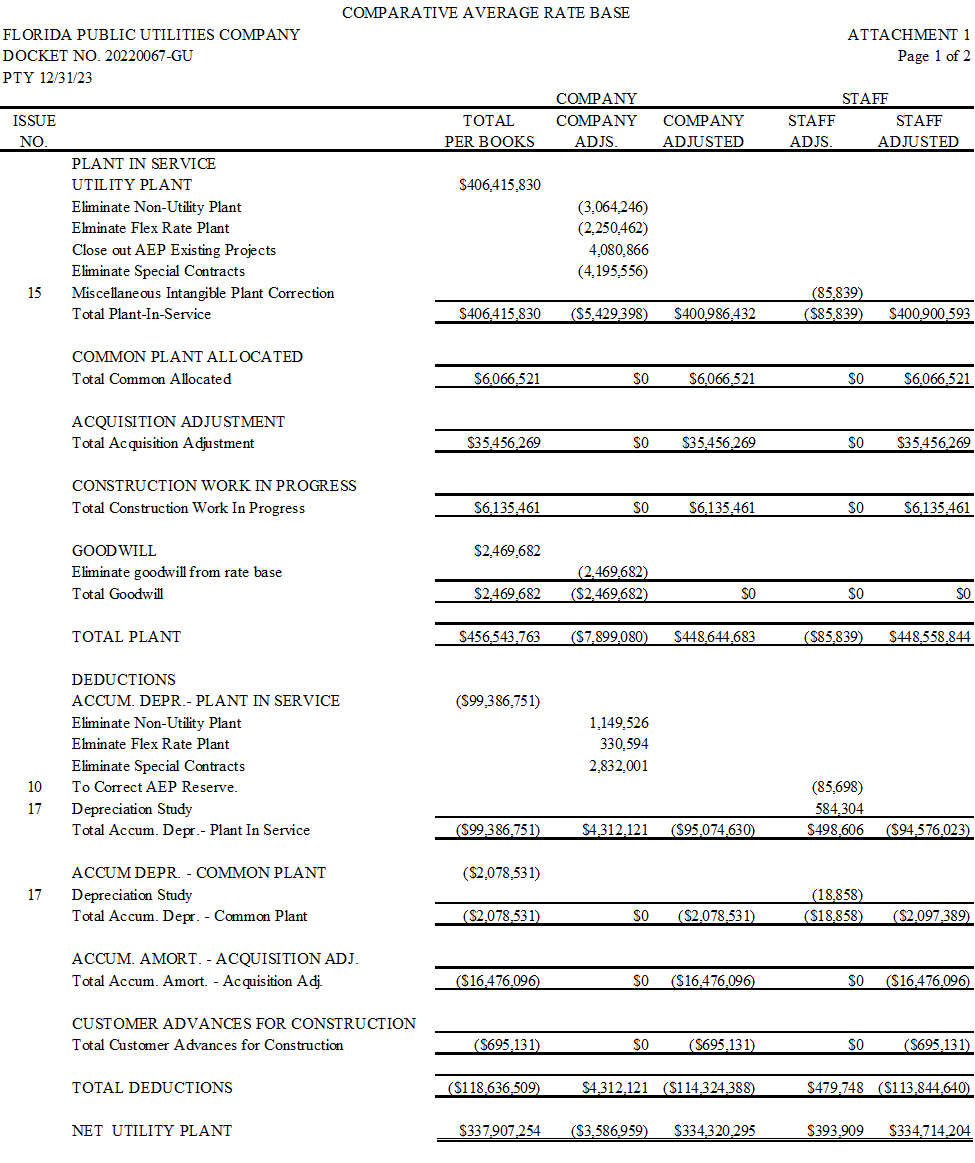 COMPARATIVE AVERAGE RATE BASE
FLORIDA PUBLIC UTILITIES COMPANY ATTACHMENT 1
DOCKET NO. 20220067-GU Page 1 of 2
PTY 12/31/23
COMPANY STAFF
ISSUE TOTAL COMPANY COMPANY STAFF STAFF
NO. PER BOOKS ADJS. ADJUSTED ADJS. ADJUSTED
PLANT IN SERVICE
UTILITY PLANT $406,415,830
Eliminate Non-Utility Plant (3,064,246)
Elminate Flex Rate Plant (2,250,462)
Close out AEP Existing Projects 4,080,866
Eliminate Special Contracts (4,195,556)
15 Miscellaneous Intangible Plant Correction (85,839)
Total Plant-In-Service $406,415,830 ($5,429,398) $400,986,432 ($85,839) $400,900,593
COMMON PLANT ALLOCATED
Total Common Allocated $6,066,521 $0 $6,066,521 $0 $6,066,521
ACQUISITION ADJUSTMENT
Total Acquisition Adjustment $35,456,269 $0 $35,456,269 $0 $35,456,269
CONSTRUCTION WORK IN PROGRESS
Total Construction Work In Progress $6,135,461 $0 $6,135,461 $0 $6,135,461
GOODWILL $2,469,682
Eliminate goodwill from rate base (2,469,682)
Total Goodwill $2,469,682 ($2,469,682) $0 $0 $0
TOTAL PLANT $456,543,763 ($7,899,080) $448,644,683 ($85,839) $448,558,844
DEDUCTIONS
ACCUM. DEPR.- PLANT IN SERVICE ($99,386,751)
Eliminate Non-Utility Plant 1,149,526
Elminate Flex Rate Plant 330,594
Eliminate Special Contracts 2,832,001
10 To Correct AEP Reserve. (85,698)
17 Depreciation Study 584,304
Total Accum. Depr.- Plant In Service ($99,386,751) $4,312,121 ($95,074,630) $498,606 ($94,576,023)
ACCUM DEPR. - COMMON PLANT ($2,078,531)
17 Depreciation Study (18,858)
Total Accum. Depr. - Common Plant ($2,078,531) $0 ($2,078,531) ($18,858) ($2,097,389)
ACCUM. AMORT. - ACQUISITION ADJ.
Total Accum. Amort. - Acquisition Adj. ($16,476,096) $0 ($16,476,096) $0 ($16,476,096)
CUSTOMER ADVANCES FOR CONSTRUCTION
Total Customer Advances for Construction ($695,131) $0 ($695,131) $0 ($695,131)
TOTAL DEDUCTIONS ($118,636,509) $4,312,121 ($114,324,388) $479,748 ($113,844,640)
NET UTILITY PLANT $337,907,254 ($3,586,959) $334,320,295 $393,909 $334,714,204